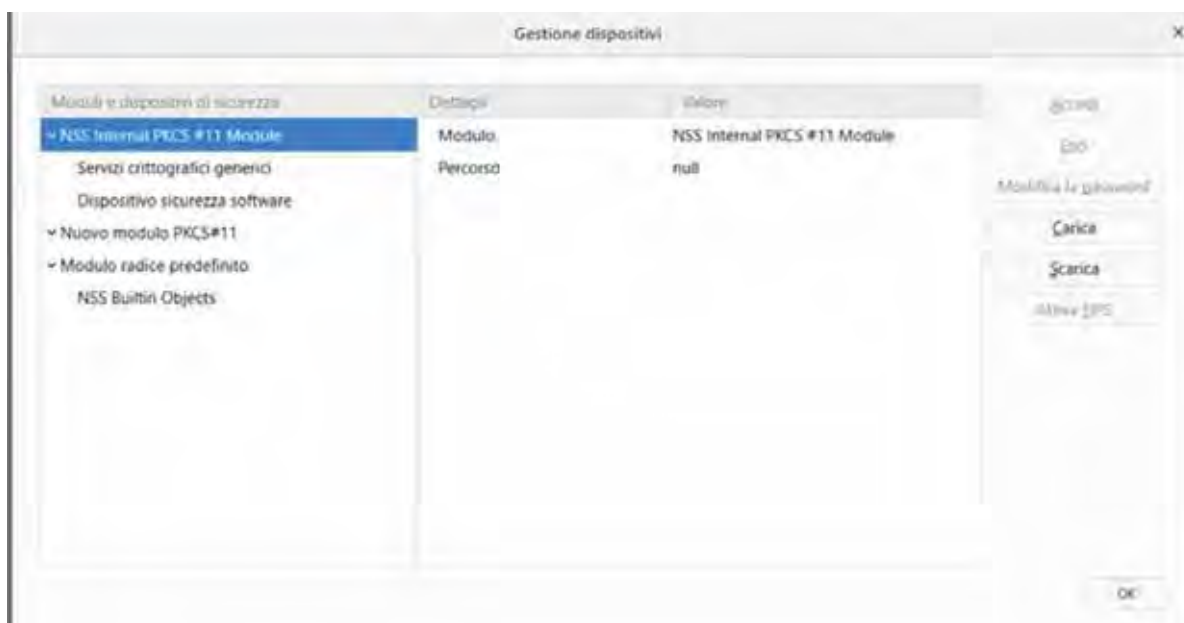 Gestione dispositivi
Moduli e dispositivi di sicurezza
Dettagli
Valore
NSS Internal PKCS #11 Module
Servizi crittografici generici
Dispositivo sicurezza software
Nuovo modulo PKCS#11
Modulo radice predefinito
NSS Builtin Objects
Modulo NSS Internal PKCS #11 Module
Percorso null
Accedi
Esci
Modifica la password
Carica
Scarica
Attiva FIPS
OK